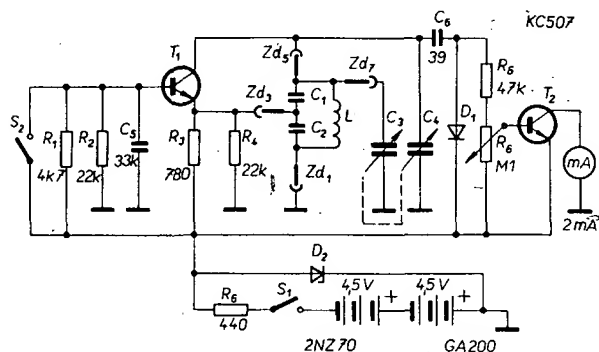 KC507
C6
39
T1
Zd5
Zd7
R5
47k
T2
D1
Zd3
C1
L
C2
C3
C4
S2
R1
4k7
R2
22k
C5
33k
R3
780
R4
22k
Zd1
R6
M1
mA
2mA
D2
R6
440
S1
4,5V
+
4,5V
+
2NZ70
GA200